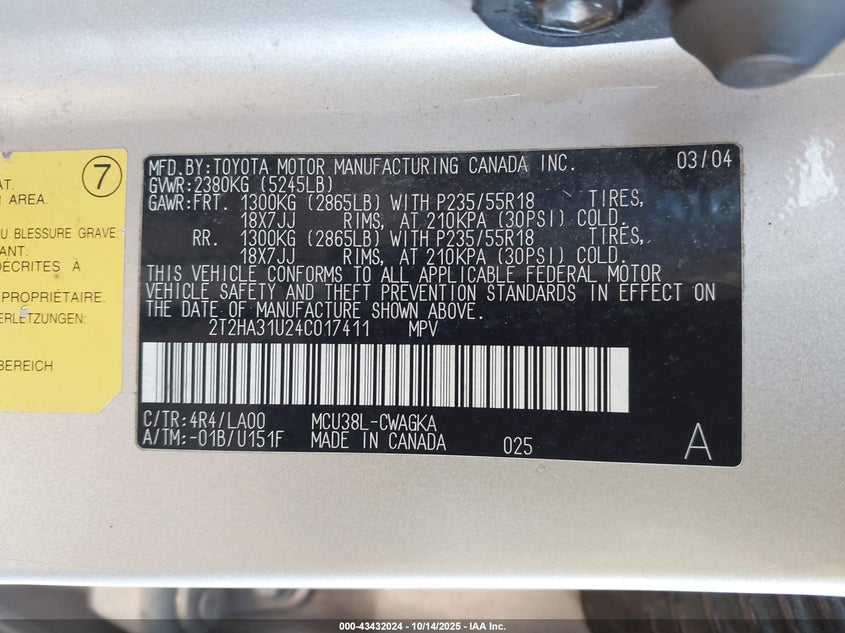 7
AT.
AREA.
OU BLESSURE GRAVE
ANT.
DÉCRITES À
PROPRIÉTAIRE.
ERLETZUNGEN:
BEREICH
MFD.BY:TOYOTA MOTOR MANUFACTURING CANADA INC. 03/04
GVWR:2380KG (5245LB)
GAWR:FRT. 1300KG (2865LB) WITH P235/55R18 TIRES,
18X7JJ RIMS, AT 210KPA (30PSI) COLD.
RR. 1300KG (2865LB) WITH P235/55R18 TIRES,
18X7JJ RIMS, AT 210KPA (30PSI) COLD.
THIS VEHICLE CONFORMS TO ALL APPLICABLE FEDERAL MOTOR
VEHICLE SAFETY AND THEFT PREVENTION STANDARDS IN EFFECT ON
THE DATE OF MANUFACTURE SHOWN ABOVE.
2T2HA31U24C017411 MPV
C/TR:4R4/LA00 MCU38L-CWAGKA
A/TM:-01B/U151F MADE IN CANADA 025 A
000-43432024 - 10/14/2025 - IAA Inc.